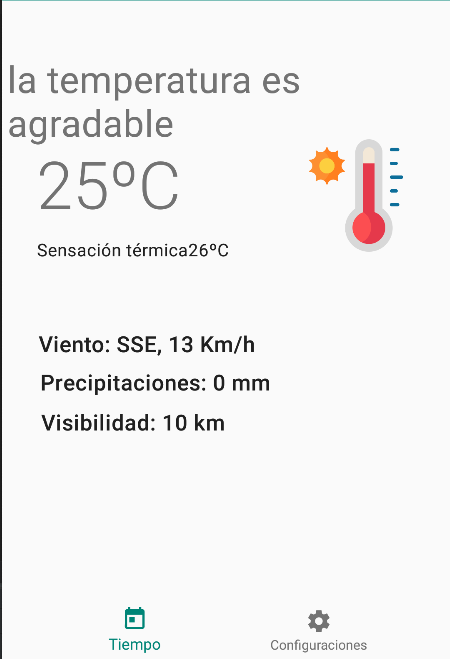 la temperatura es
agradable
25ºC
Sensación térmica26ºC
Viento: SSE, 13 Km/h
Precipitaciones: 0 mm
Visibilidad: 10 km
Tiempo
Configuraciones